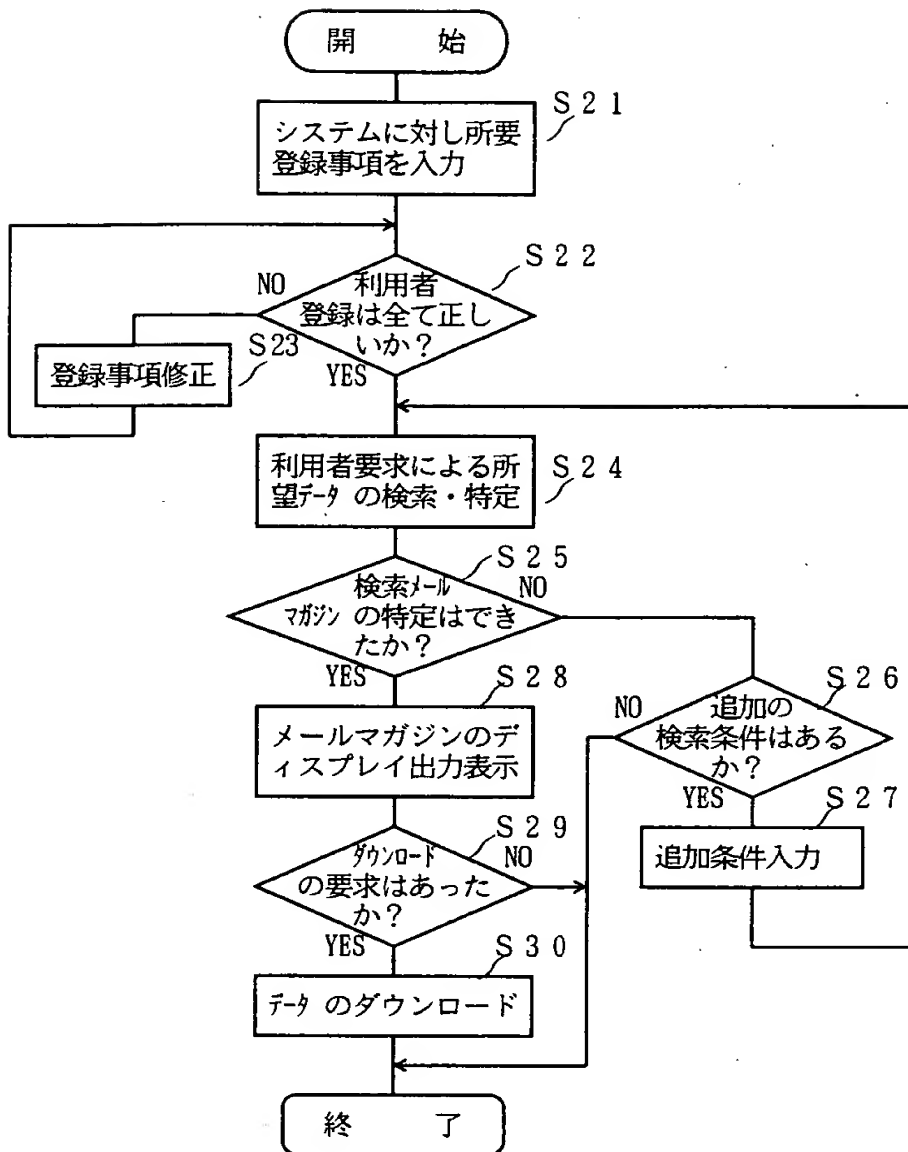 開 始
S21
システムに対し所要
登録事項を入力
S22
NO
利用者
登録は全て正し
いか？
YES
S23
登録事項修正
S24
利用者要求による所
望ﾃﾞｰﾀ の検索・特定
S25
NO
検索ﾒｰﾙ
ﾏｶﾞｼﾞﾝ の特定はでき
たか？
YES
S26
NO
追加の
検索条件はある
か？
YES
S27
追加条件入力
S28
メールマガジンのデ
ィスプレイ出力表示
S29
NO
ﾀﾞｳﾝﾛｰﾄﾞ
の要求はあった
か？
YES
S30
ﾃﾞｰﾀ のダウンロード
終 了